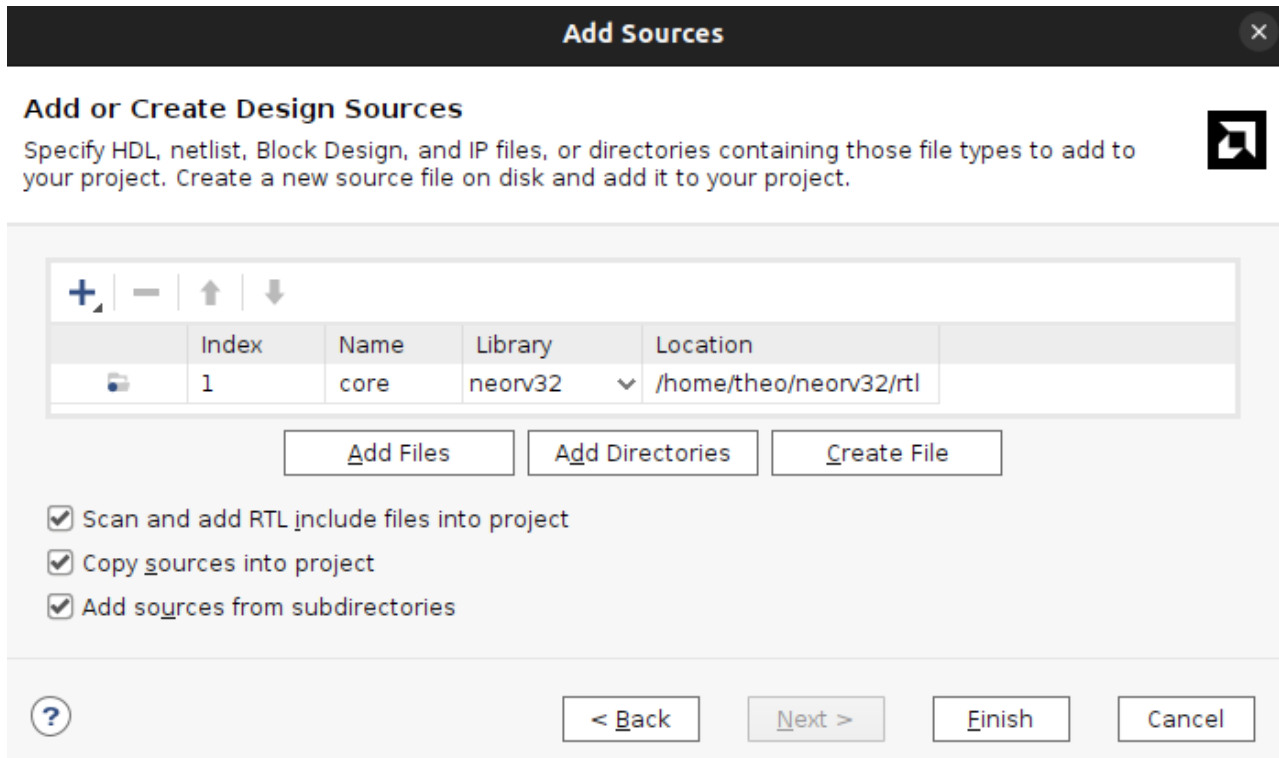 Add Sources
Add or Create Design Sources
Specify HDL, netlist, Block Design, and IP files, or directories containing those file types to add to
your project. Create a new source file on disk and add it to your project.
Index Name Library Location
1 core neorv32 /home/theo/neorv32/rtl
Add Files Add Directories Create File
Scan and add RTL include files into project
Copy sources into project
Add sources from subdirectories
? < Back Next > Finish Cancel